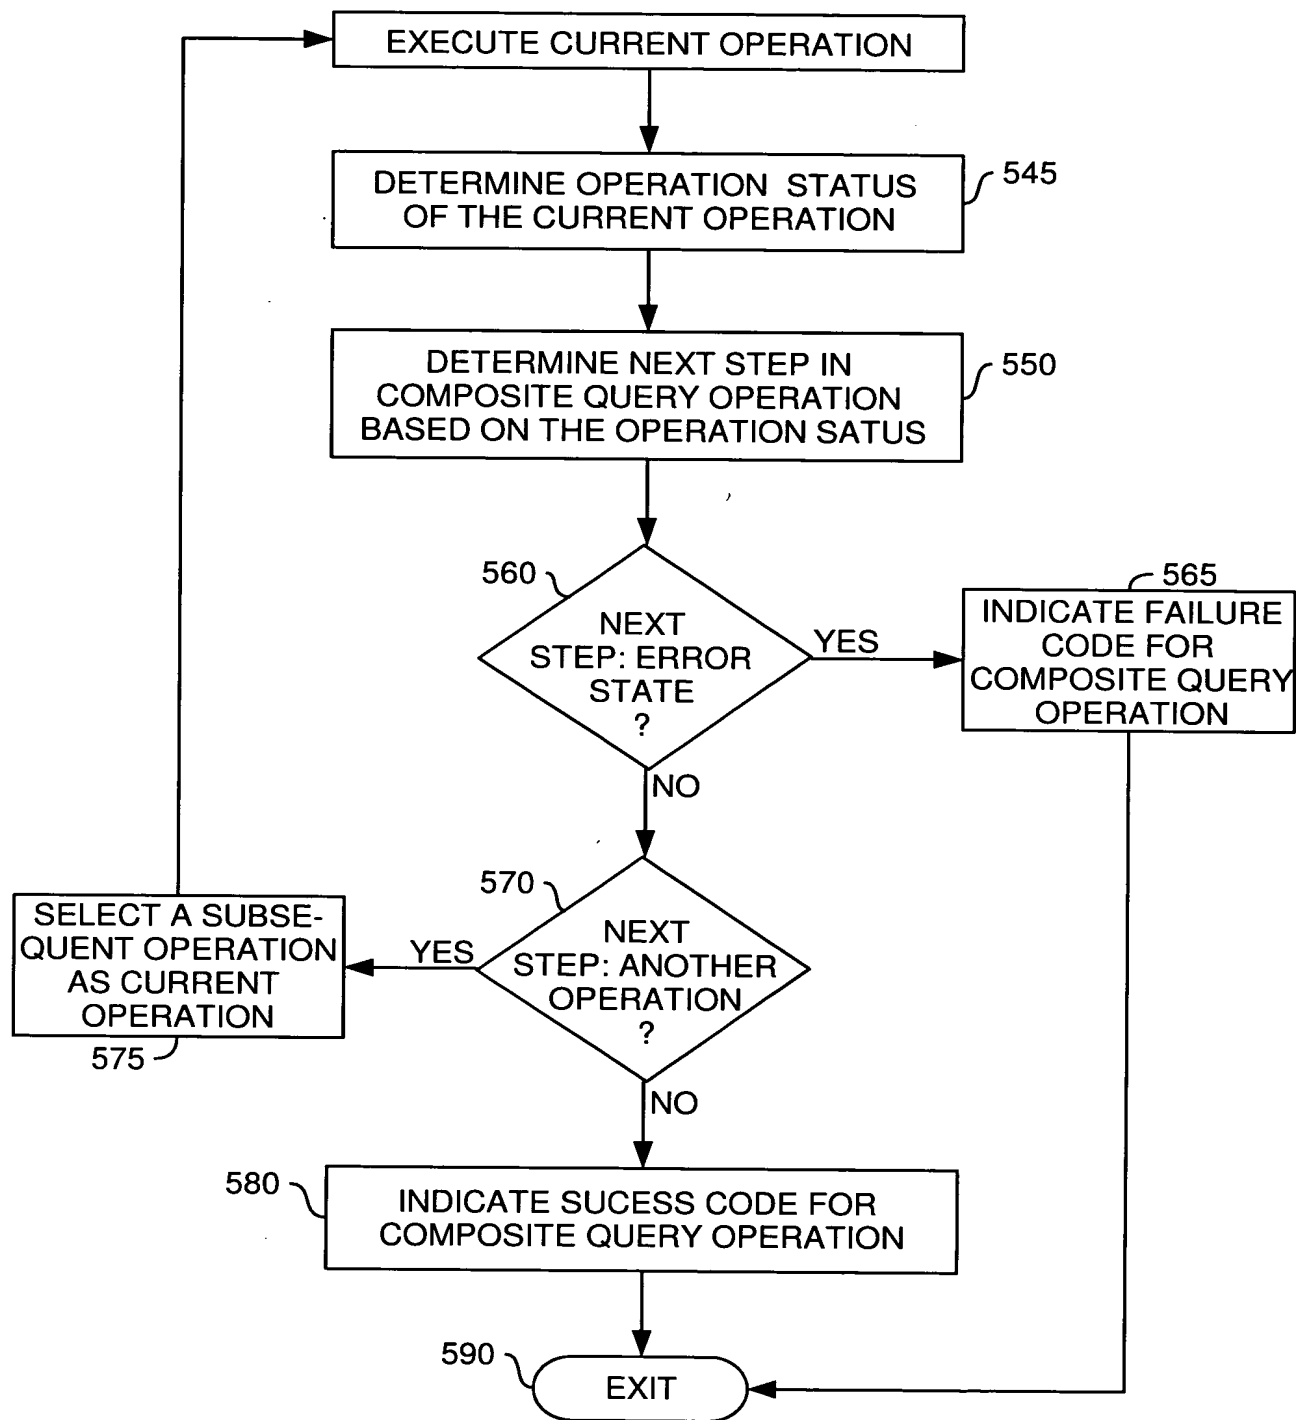 EXECUTE CURRENT OPERATION
DETERMINE OPERATION STATUS
OF THE CURRENT OPERATION
545
DETERMINE NEXT STEP IN
COMPOSITE QUERY OPERATION
BASED ON THE OPERATION SATUS
550
560
NEXT
STEP: ERROR
STATE
?
YES
565
INDICATE FAILURE
CODE FOR
COMPOSITE QUERY
OPERATION
NO
570
NEXT
STEP: ANOTHER
OPERATION
?
YES
SELECT A SUBSE-
QUENT OPERATION
AS CURRENT
OPERATION
575
NO
580
INDICATE SUCESS CODE FOR
COMPOSITE QUERY OPERATION
590
EXIT